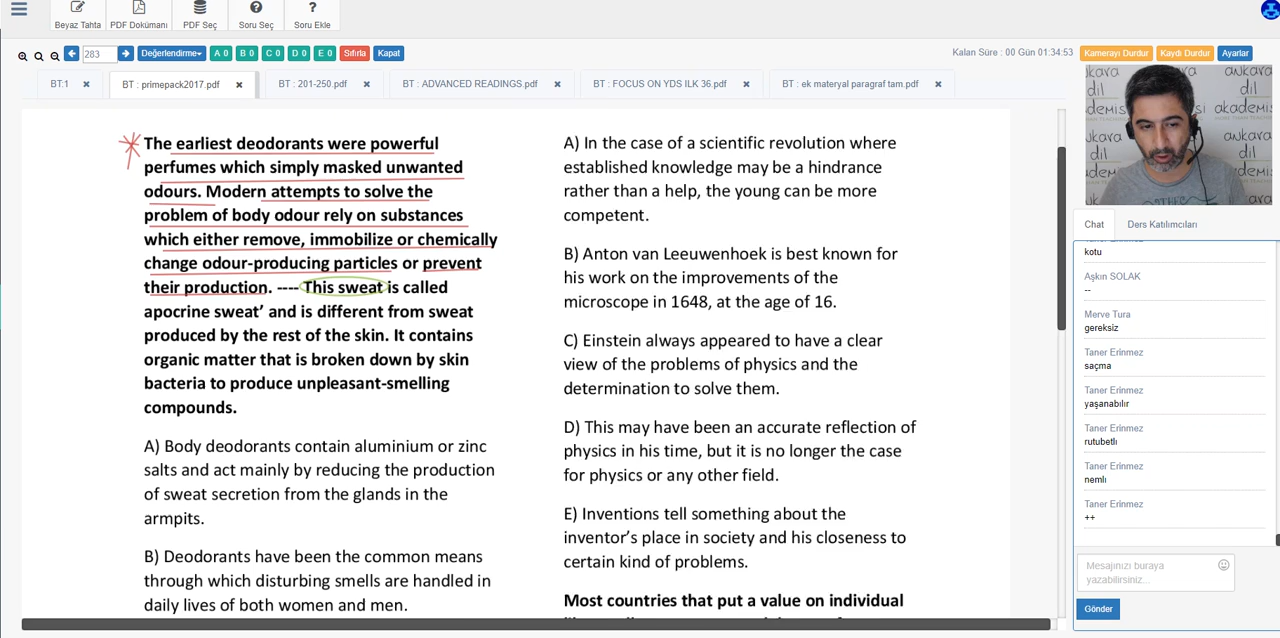 Beyaz Tahta
PDF Dokümanı
PDF Seç
Soru Seç
Soru Ekle
283
Değerlendirme
A 0
B 0
C 0
D 0
E 0
Sıfırla
Kapat
Kalan Süre : 00 Gün 01:34:53
Kamerayı Durdur
Kaydı Durdur
Ayarlar
BT:1
BT : primepack2017.pdf
BT : 201-250.pdf
BT : ADVANCED READINGS.pdf
BT : FOCUS ON YDS ILK 36.pdf
BT : ek materyal paragraf tam.pdf
The earliest deodorants were powerful
perfumes which simply masked unwanted
odours. Modern attempts to solve the
problem of body odour rely on substances
which either remove, immobilize or chemically
change odour-producing particles or prevent
their production. ---- This sweat is called
apocrine sweat’ and is different from sweat
produced by the rest of the skin. It contains
organic matter that is broken down by skin
bacteria to produce unpleasant-smelling
compounds.
A) Body deodorants contain aluminium or zinc
salts and act mainly by reducing the production
of sweat secretion from the glands in the
armpits.
B) Deodorants have been the common means
through which disturbing smells are handled in
daily lives of both women and men.
A) In the case of a scientific revolution where
established knowledge may be a hindrance
rather than a help, the young can be more
competent.
B) Anton van Leeuwenhoek is best known for
his work on the improvements of the
microscope in 1648, at the age of 16.
C) Einstein always appeared to have a clear
view of the problems of physics and the
determination to solve them.
D) This may have been an accurate reflection of
physics in his time, but it is no longer the case
for physics or any other field.
E) Inventions tell something about the
inventor’s place in society and his closeness to
certain kind of problems.
Most countries that put a value on individual
ankara
dil
akademisi
Chat
Ders Katılımcıları
kotu
Aşkın SOLAK
--
Merve Tura
gereksiz
Taner Erinmez
saçma
Taner Erinmez
yaşanabılır
Taner Erinmez
rutubetlı
Taner Erinmez
nemlı
Taner Erinmez
++
Mesajınızı buraya
yazabilirsiniz...
Gönder